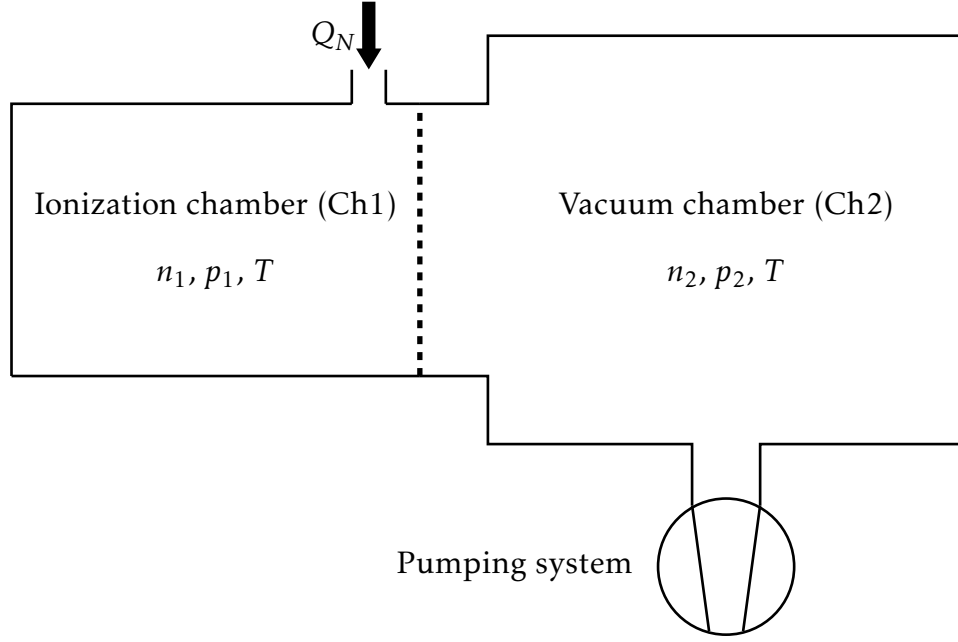 Q_N
Ionization chamber (Ch1)
n_1, p_1, T
Vacuum chamber (Ch2)
n_2, p_2, T
Pumping system